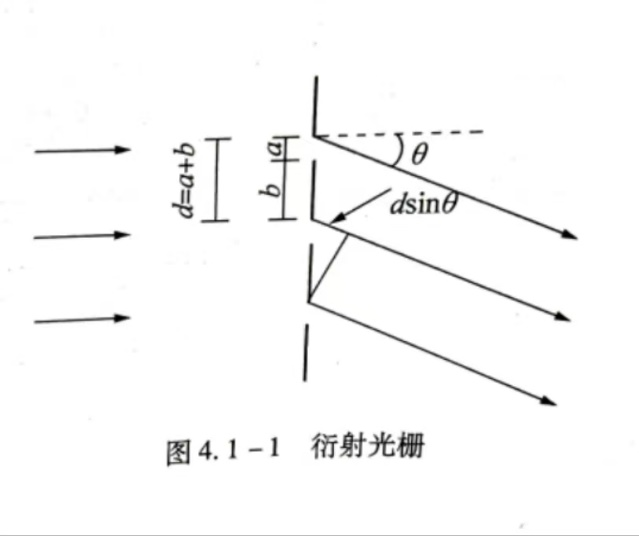 d=a+b
a
b
θ
dsinθ
图 4.1-1 衍射光栅